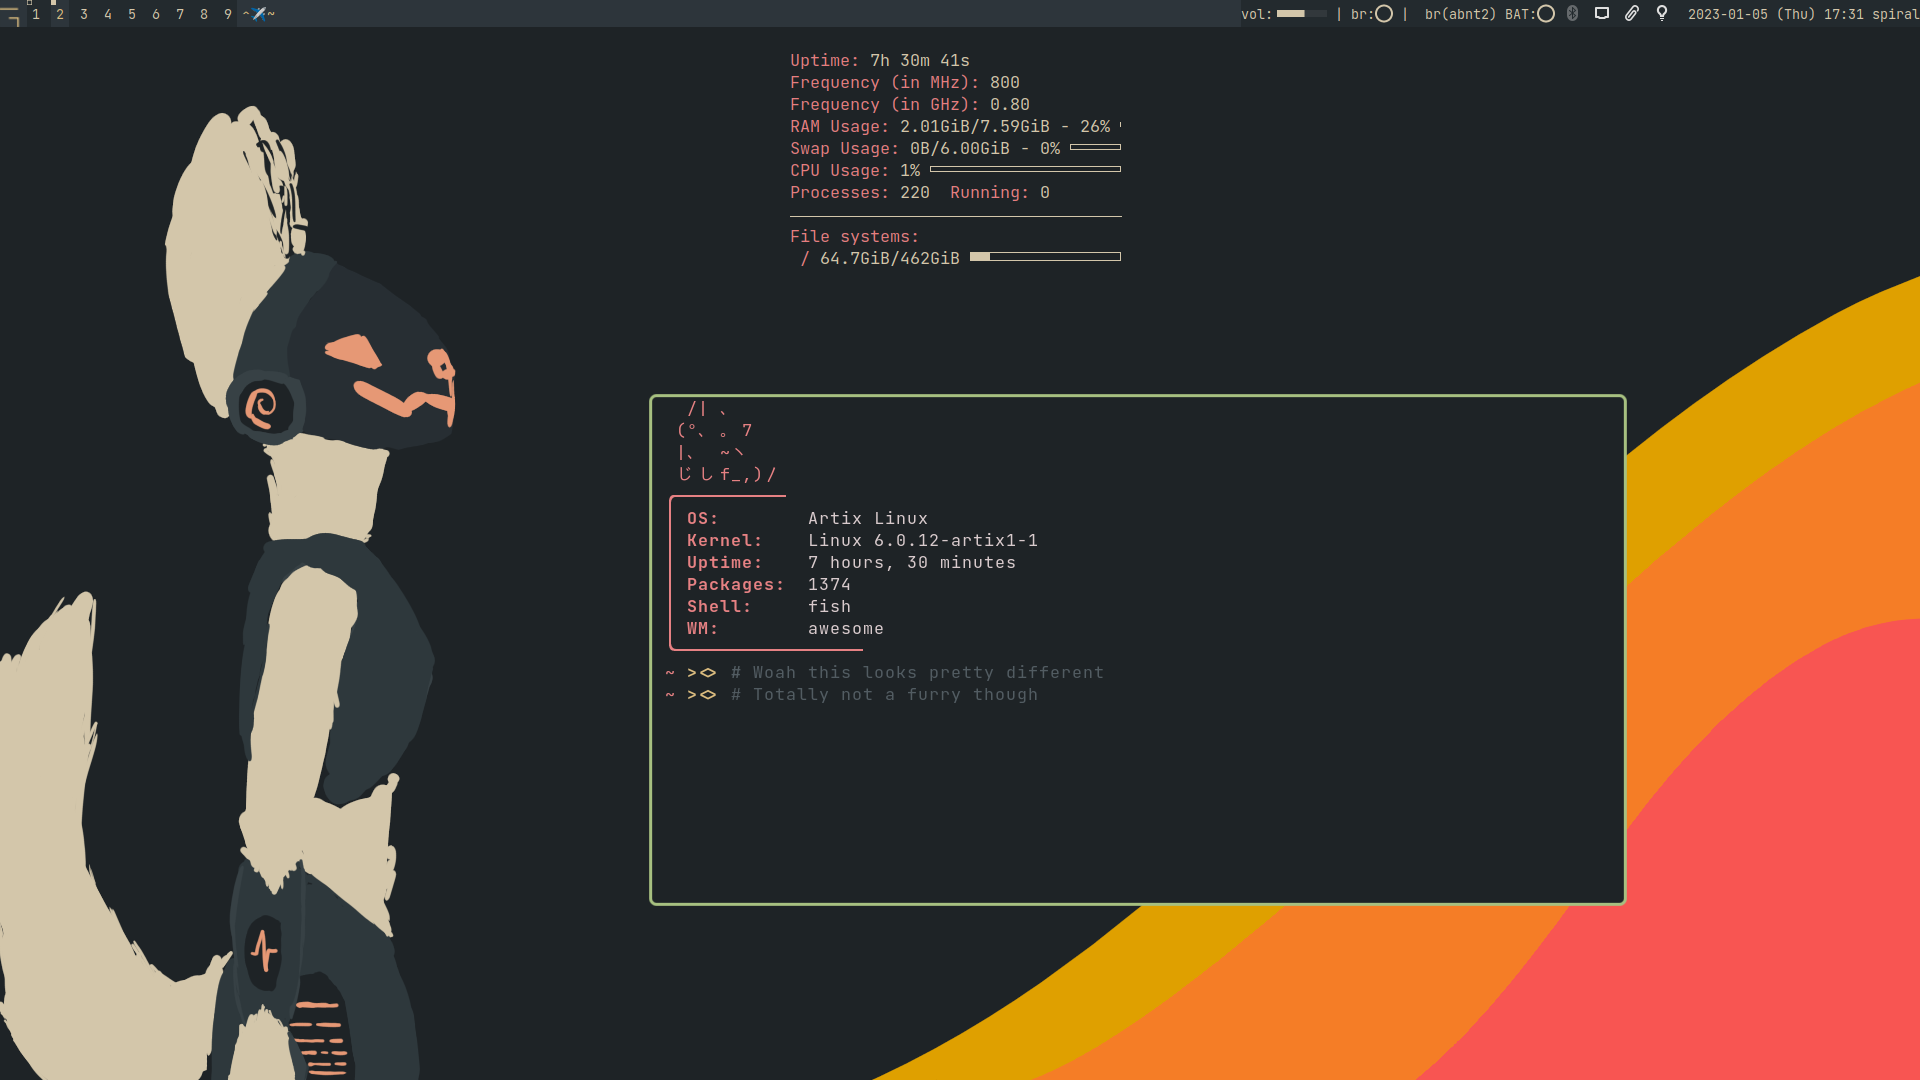 1 2 3 4 5 6 7 8 9 ~✈~ vol: | br: | br(abnt2) BAT: 2023-01-05 (Thu) 17:31 spiral
Uptime: 7h 30m 41s
Frequency (in MHz): 800
Frequency (in GHz): 0.80
RAM Usage: 2.01GiB/7.59GiB - 26%
Swap Usage: 0B/6.00GiB - 0%
CPU Usage: 1%
Processes: 220 Running: 0
File systems:
/ 64.7GiB/462GiB
/| 、
(°、 。 7
|、 ~ヽ
じしf_,)/
OS: Artix Linux
Kernel: Linux 6.0.12-artix1-1
Uptime: 7 hours, 30 minutes
Packages: 1374
Shell: fish
WM: awesome
~ ><> # Woah this looks pretty different
~ ><> # Totally not a furry though